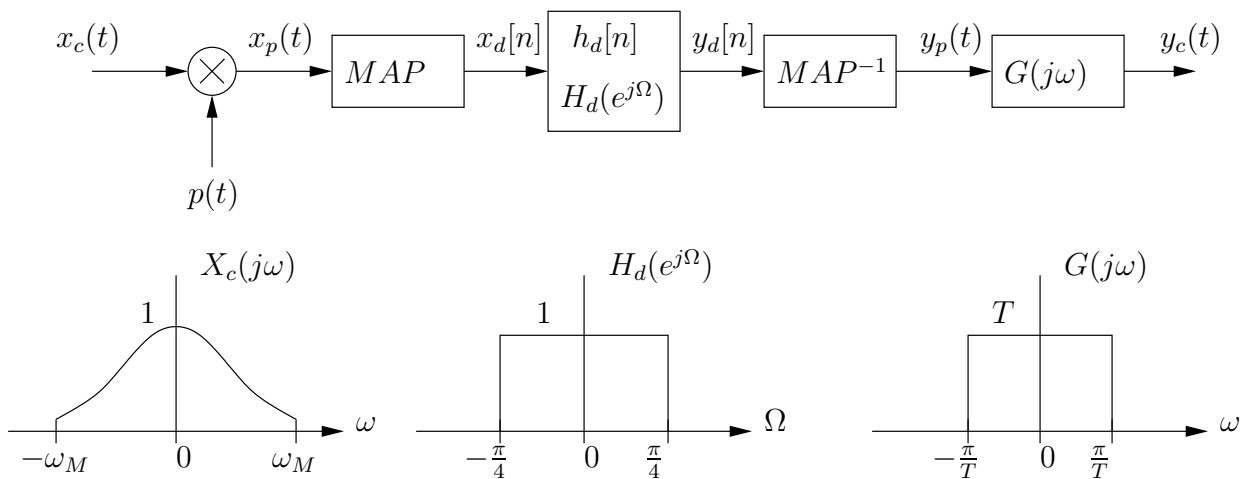 x_c(t) x_p(t) x_d[n] h_d[n] y_d[n] y_p(t) y_c(t)
MAP H_d(e^{jΩ}) MAP^{-1} G(jω)
p(t)
X_c(jω) H_d(e^{jΩ}) G(jω)
1 1 T
ω Ω ω
−ω_M 0 ω_M −π/4 0 π/4 −π/T 0 π/T